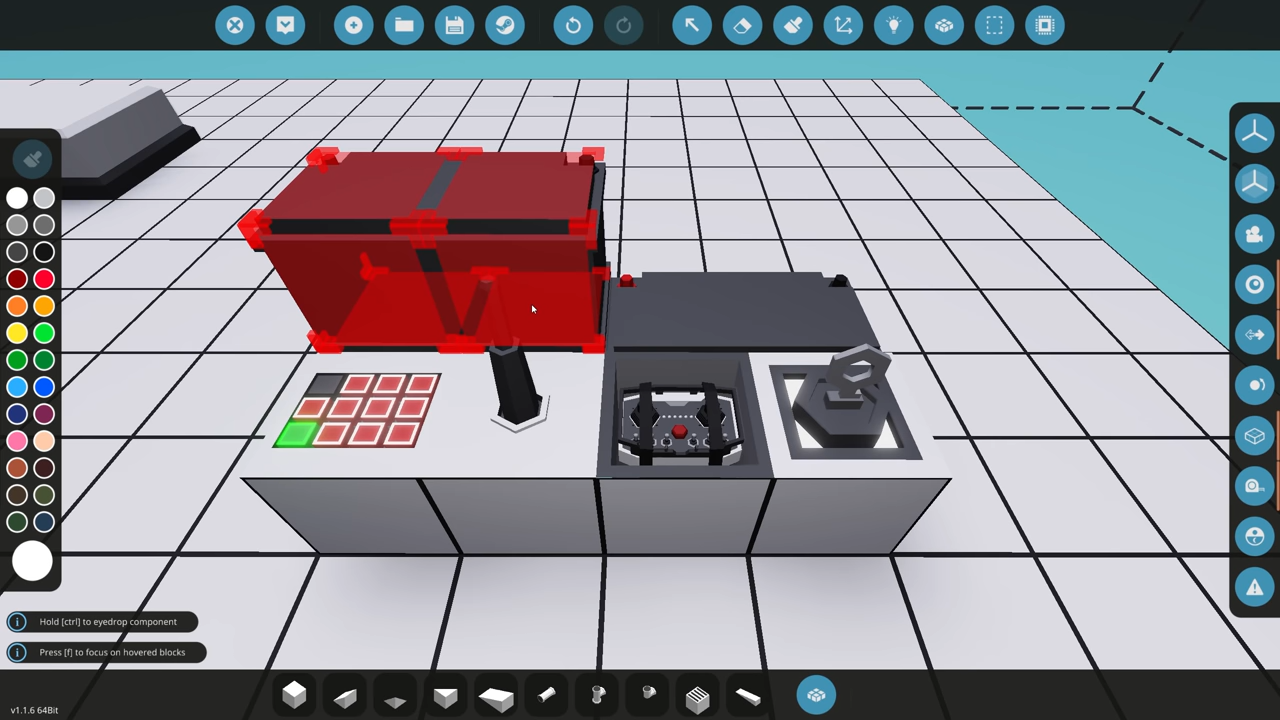 Hold [ctrl] to eyedrop component
Press [f] to focus on hovered blocks
v1.1.6 64Bit